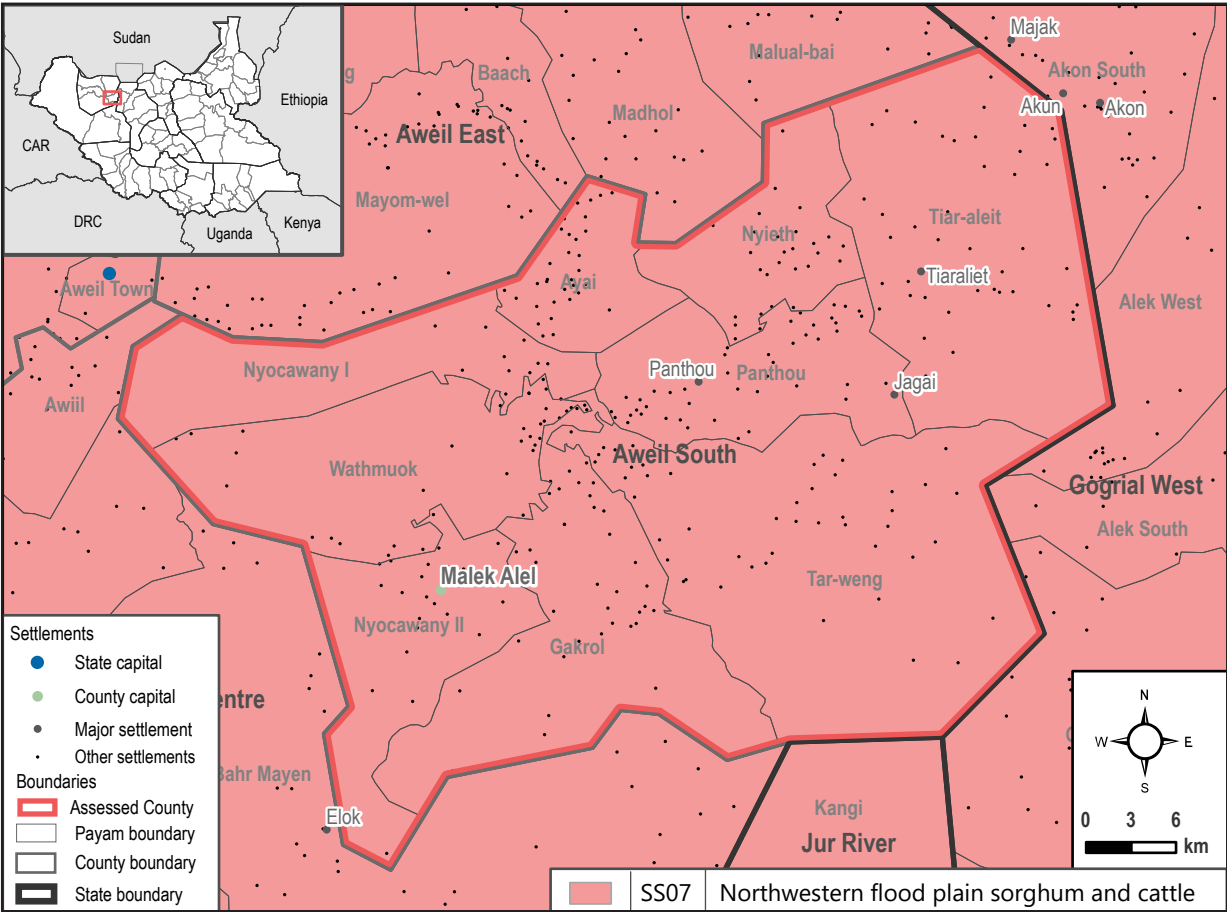 Sudan
Ethiopia
CAR
DRC
Uganda
Kenya
g
Baach
Malual-bai
Majak
Akon South
Akun
Akon
Madhol
Aweil East
Mayom-wel
Tiar-aleit
Nyieth
Tiaraliet
Ayai
Aweil Town
Alek West
Nyocawany I
Panthou
Panthou
Jagai
Awiil
Aweil South
Wathmuok
Gogrial West
Alek South
Malek Alel
Tar-weng
Nyocawany II
Gakrol
entre
Bahr Mayen
Elok
Kangi
Jur River
Settlements
State capital
County capital
Major settlement
Other settlements
Boundaries
Assessed County
Payam boundary
County boundary
State boundary
N
W E
S
0 3 6
km
SS07 Northwestern flood plain sorghum and cattle